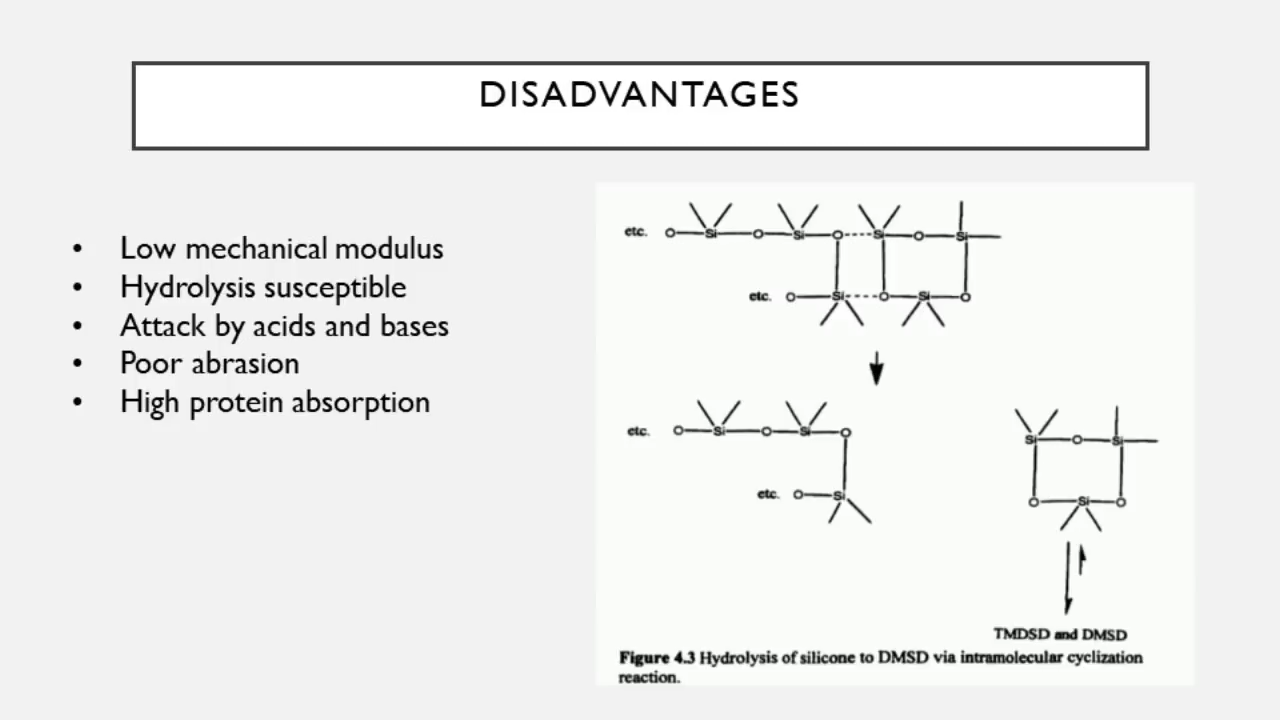 DISADVANTAGES
• Low mechanical modulus
• Hydrolysis susceptible
• Attack by acids and bases
• Poor abrasion
• High protein absorption
etc. O Si O Si O Si O Si
etc. O Si O Si O
etc. O Si O Si O
Si O Si
etc. O Si
O Si O
TMDSD and DMSD
Figure 4.3 Hydrolysis of silicone to DMSD via intramolecular cyclization
reaction.